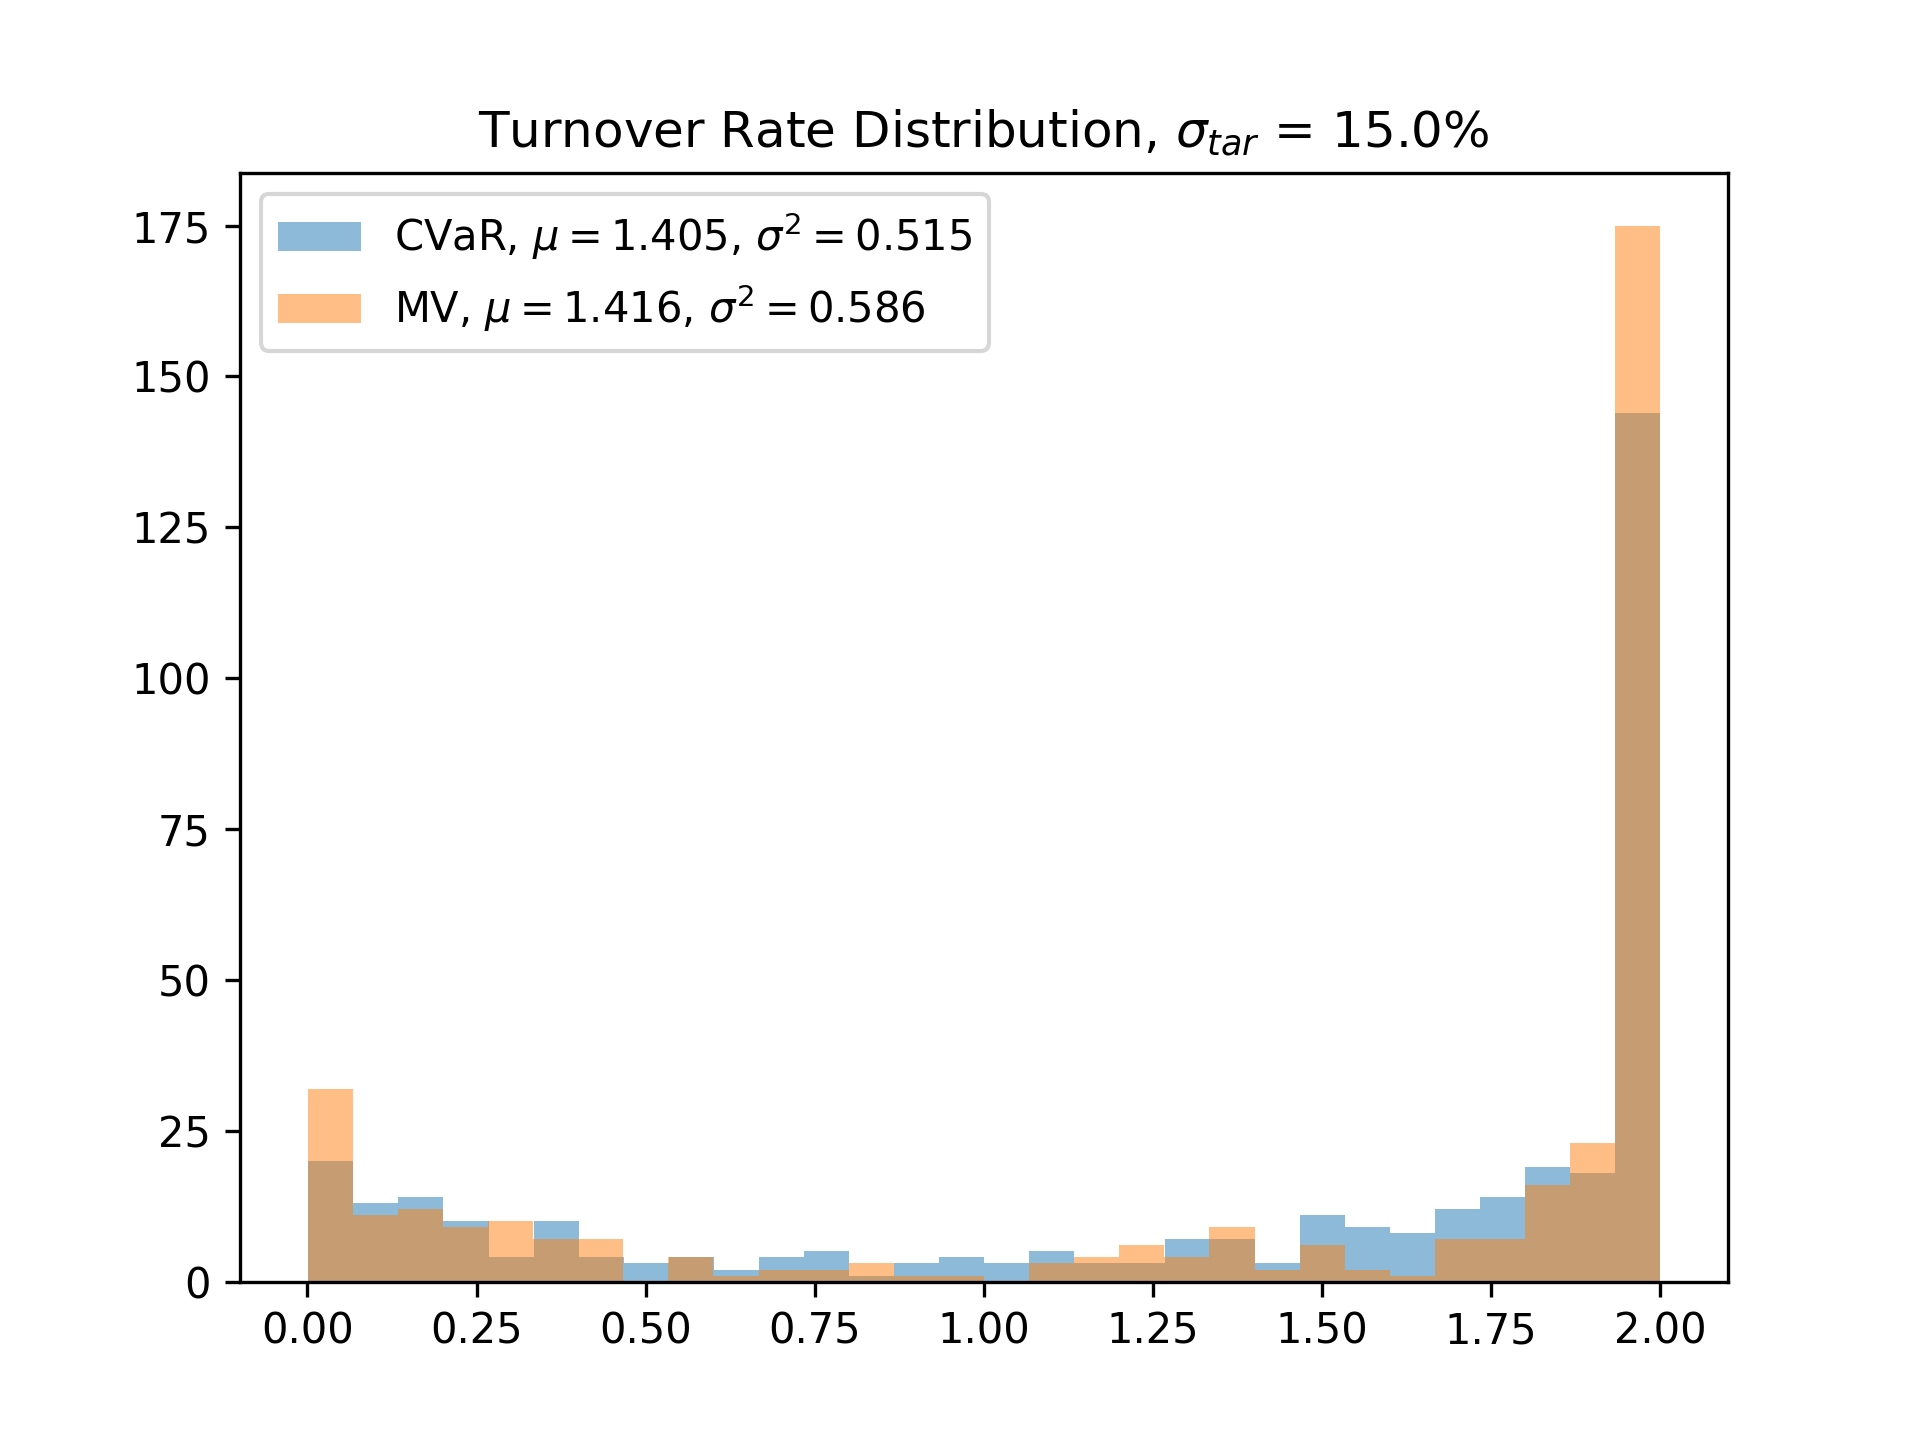 Turnover Rate Distribution, σ_tar = 15.0%
CVaR, μ = 1.405, σ² = 0.515
MV, μ = 1.416, σ² = 0.586
175
150
125
100
75
50
25
0
0.00 0.25 0.50 0.75 1.00 1.25 1.50 1.75 2.00